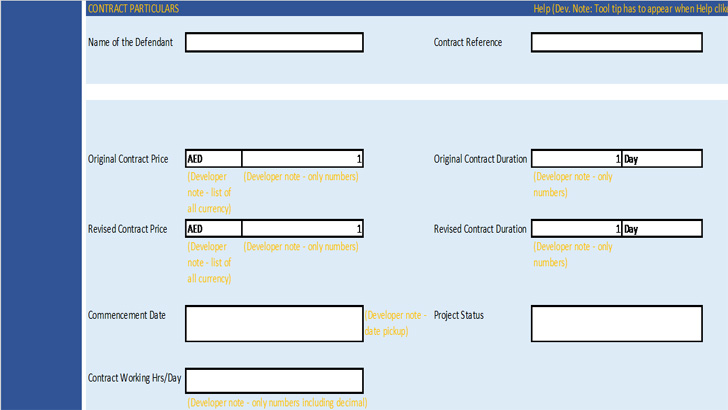 CONTRACT PARTICULARS
Help (Dev. Note: Tool tip has to appear when Help clik
Name of the Defendant
Contract Reference
Original Contract Price
AED
1
Original Contract Duration
1
Day
(Developer
note - list of
all currency)
(Developer note - only numbers)
(Developer note - only
numbers)
Revised Contract Price
AED
1
Revised Contract Duration
1
Day
(Developer
note - list of
all currency)
(Developer note - only numbers)
(Developer note - only
numbers)
Commencement Date
(Developer note -
date pickup)
Project Status
Contract Working Hrs/Day
(Developer note - only numbers including decimal)